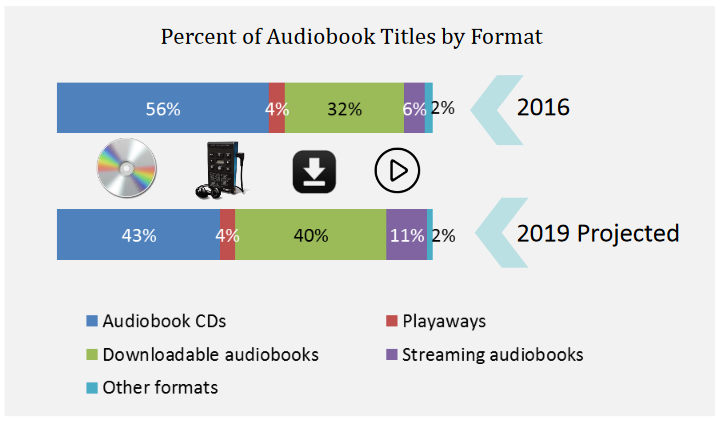 Percent of Audiobook Titles by Format
56% 4% 32% 6% 2% 2016
43% 4% 40% 11% 2% 2019 Projected
Audiobook CDs Playaways
Downloadable audiobooks Streaming audiobooks
Other formats